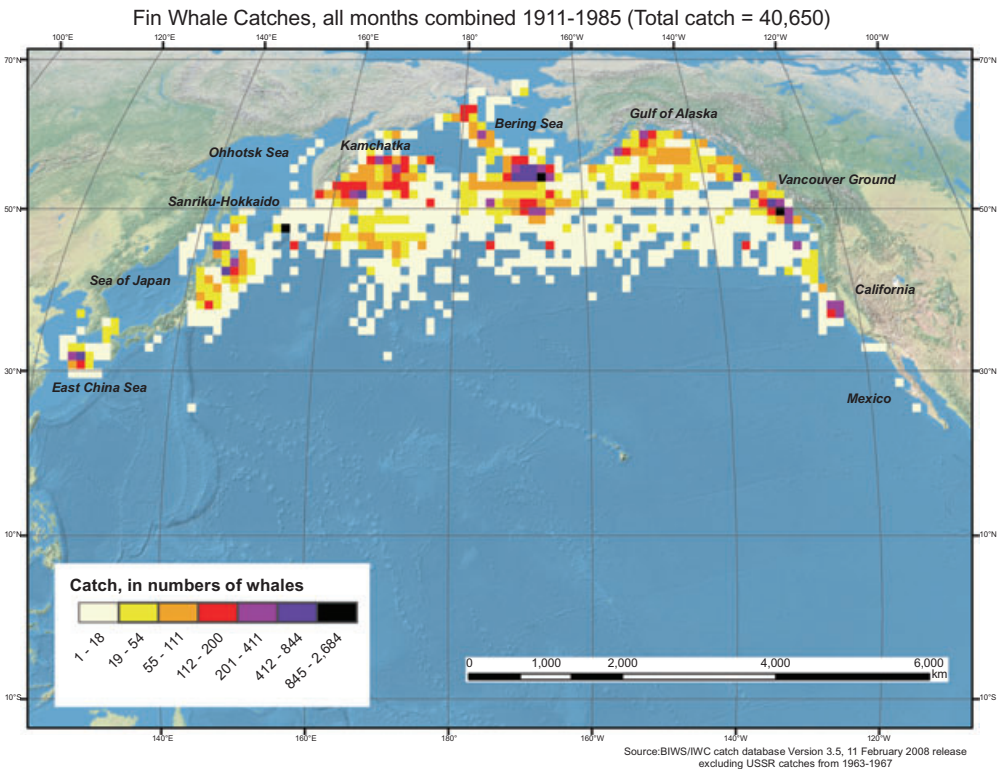 Fin Whale Catches, all months combined 1911-1985 (Total catch = 40,650)
100°E 120°E 140°E 160°E 180° 160°W 140°W 120°W 100°W
70°N 70°N
Gulf of Alaska
Bering Sea
Kamchatka
Ohhotsk Sea
Vancouver Ground
Sanriku-Hokkaido
50°N 50°N
Sea of Japan
California
30°N 30°N
East China Sea
Mexico
10°N 10°N
Catch, in numbers of whales
1 - 18
19 - 54
55 - 111
112 - 200
201 - 411
412 - 844
845 - 2,684
0 1,000 2,000 4,000 6,000
km
10°S 10°S
140°E 160°E 180° 160°W 140°W 120°W
Source:BIWS/IWC catch database Version 3.5, 11 February 2008 release
excluding USSR catches from 1963-1967